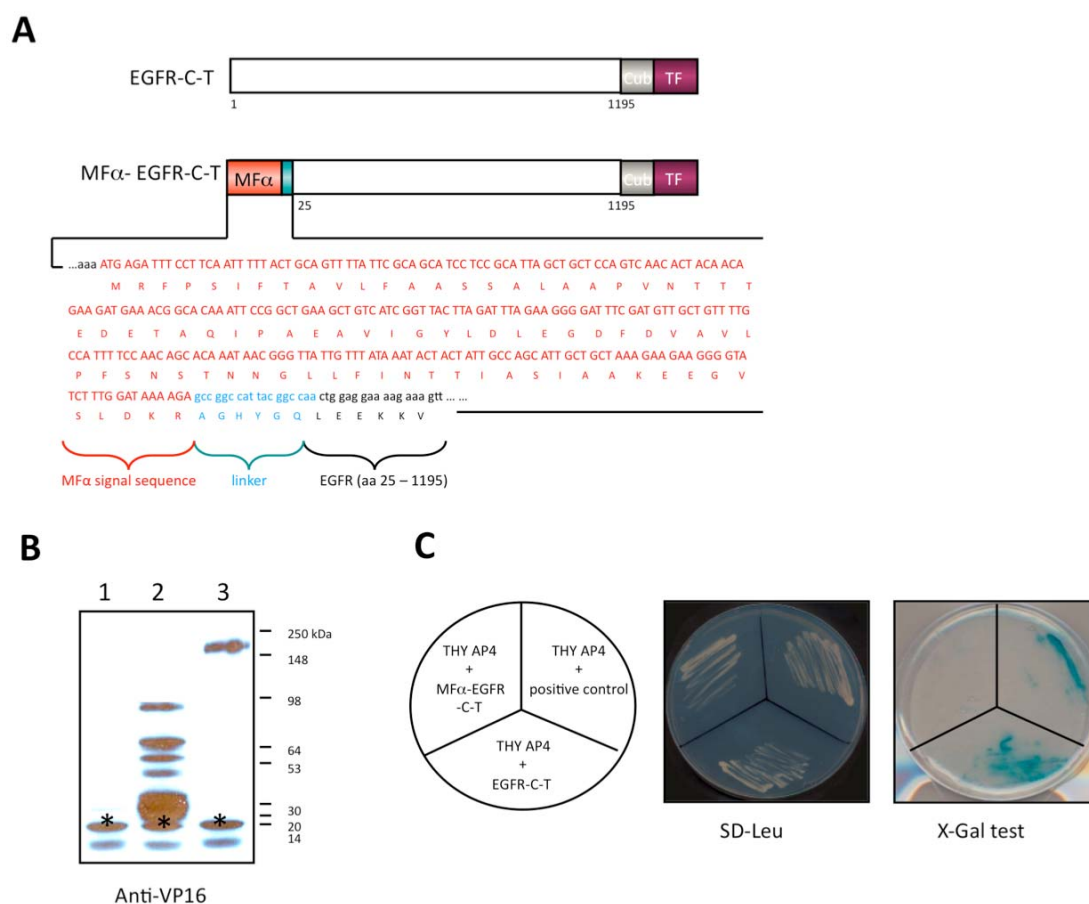 A
EGFR-C-T
Cub TF
1 1195
MFα- EGFR-C-T
MFα Cub TF
25 1195
...aaa ATG AGA TTT CCT TCA ATT TTT ACT GCA GTT TTA TTC GCA GCA TCC TCC GCA TTA GCT GCT CCA GTC AAC ACT ACA ACA
M R F P S I F T A V L F A A S S A L A A P V N T T T
GAA GAT GAA ACG GCA CAA ATT CCG GCT GAA GCT GTC ATC GGT TAC TTA GAT TTA GAA GGG GAT TTC GAT GTT GCT GTT TTG
E D E T A Q I P A E A V I G Y L D L E G D F D V A V L
CCA TTT TCC AAC AGC ACA AAT AAC GGG TTA TTG TTT ATA AAT ACT ACT ATT GCC AGC ATT GCT GCT AAA GAA GAA GGG GTA
P F S N S T N N G L L F I N T T I A S I A A K E E G V
TCT TTG GAT AAA AGA gcc ggc cat tac ggc caa ctg gag gaa aag aaa gtt ... ...
S L D K R A G H Y G Q L E E K K V
MFα signal sequence linker EGFR (aa 25 – 1195)
B
1 2 3
250 kDa
148
98
64
53
30
20
14
* * *
Anti-VP16
C
THY AP4
+
MFα-EGFR
-C-T
THY AP4
+
positive control
THY AP4
+
EGFR-C-T
SD-Leu
X-Gal test